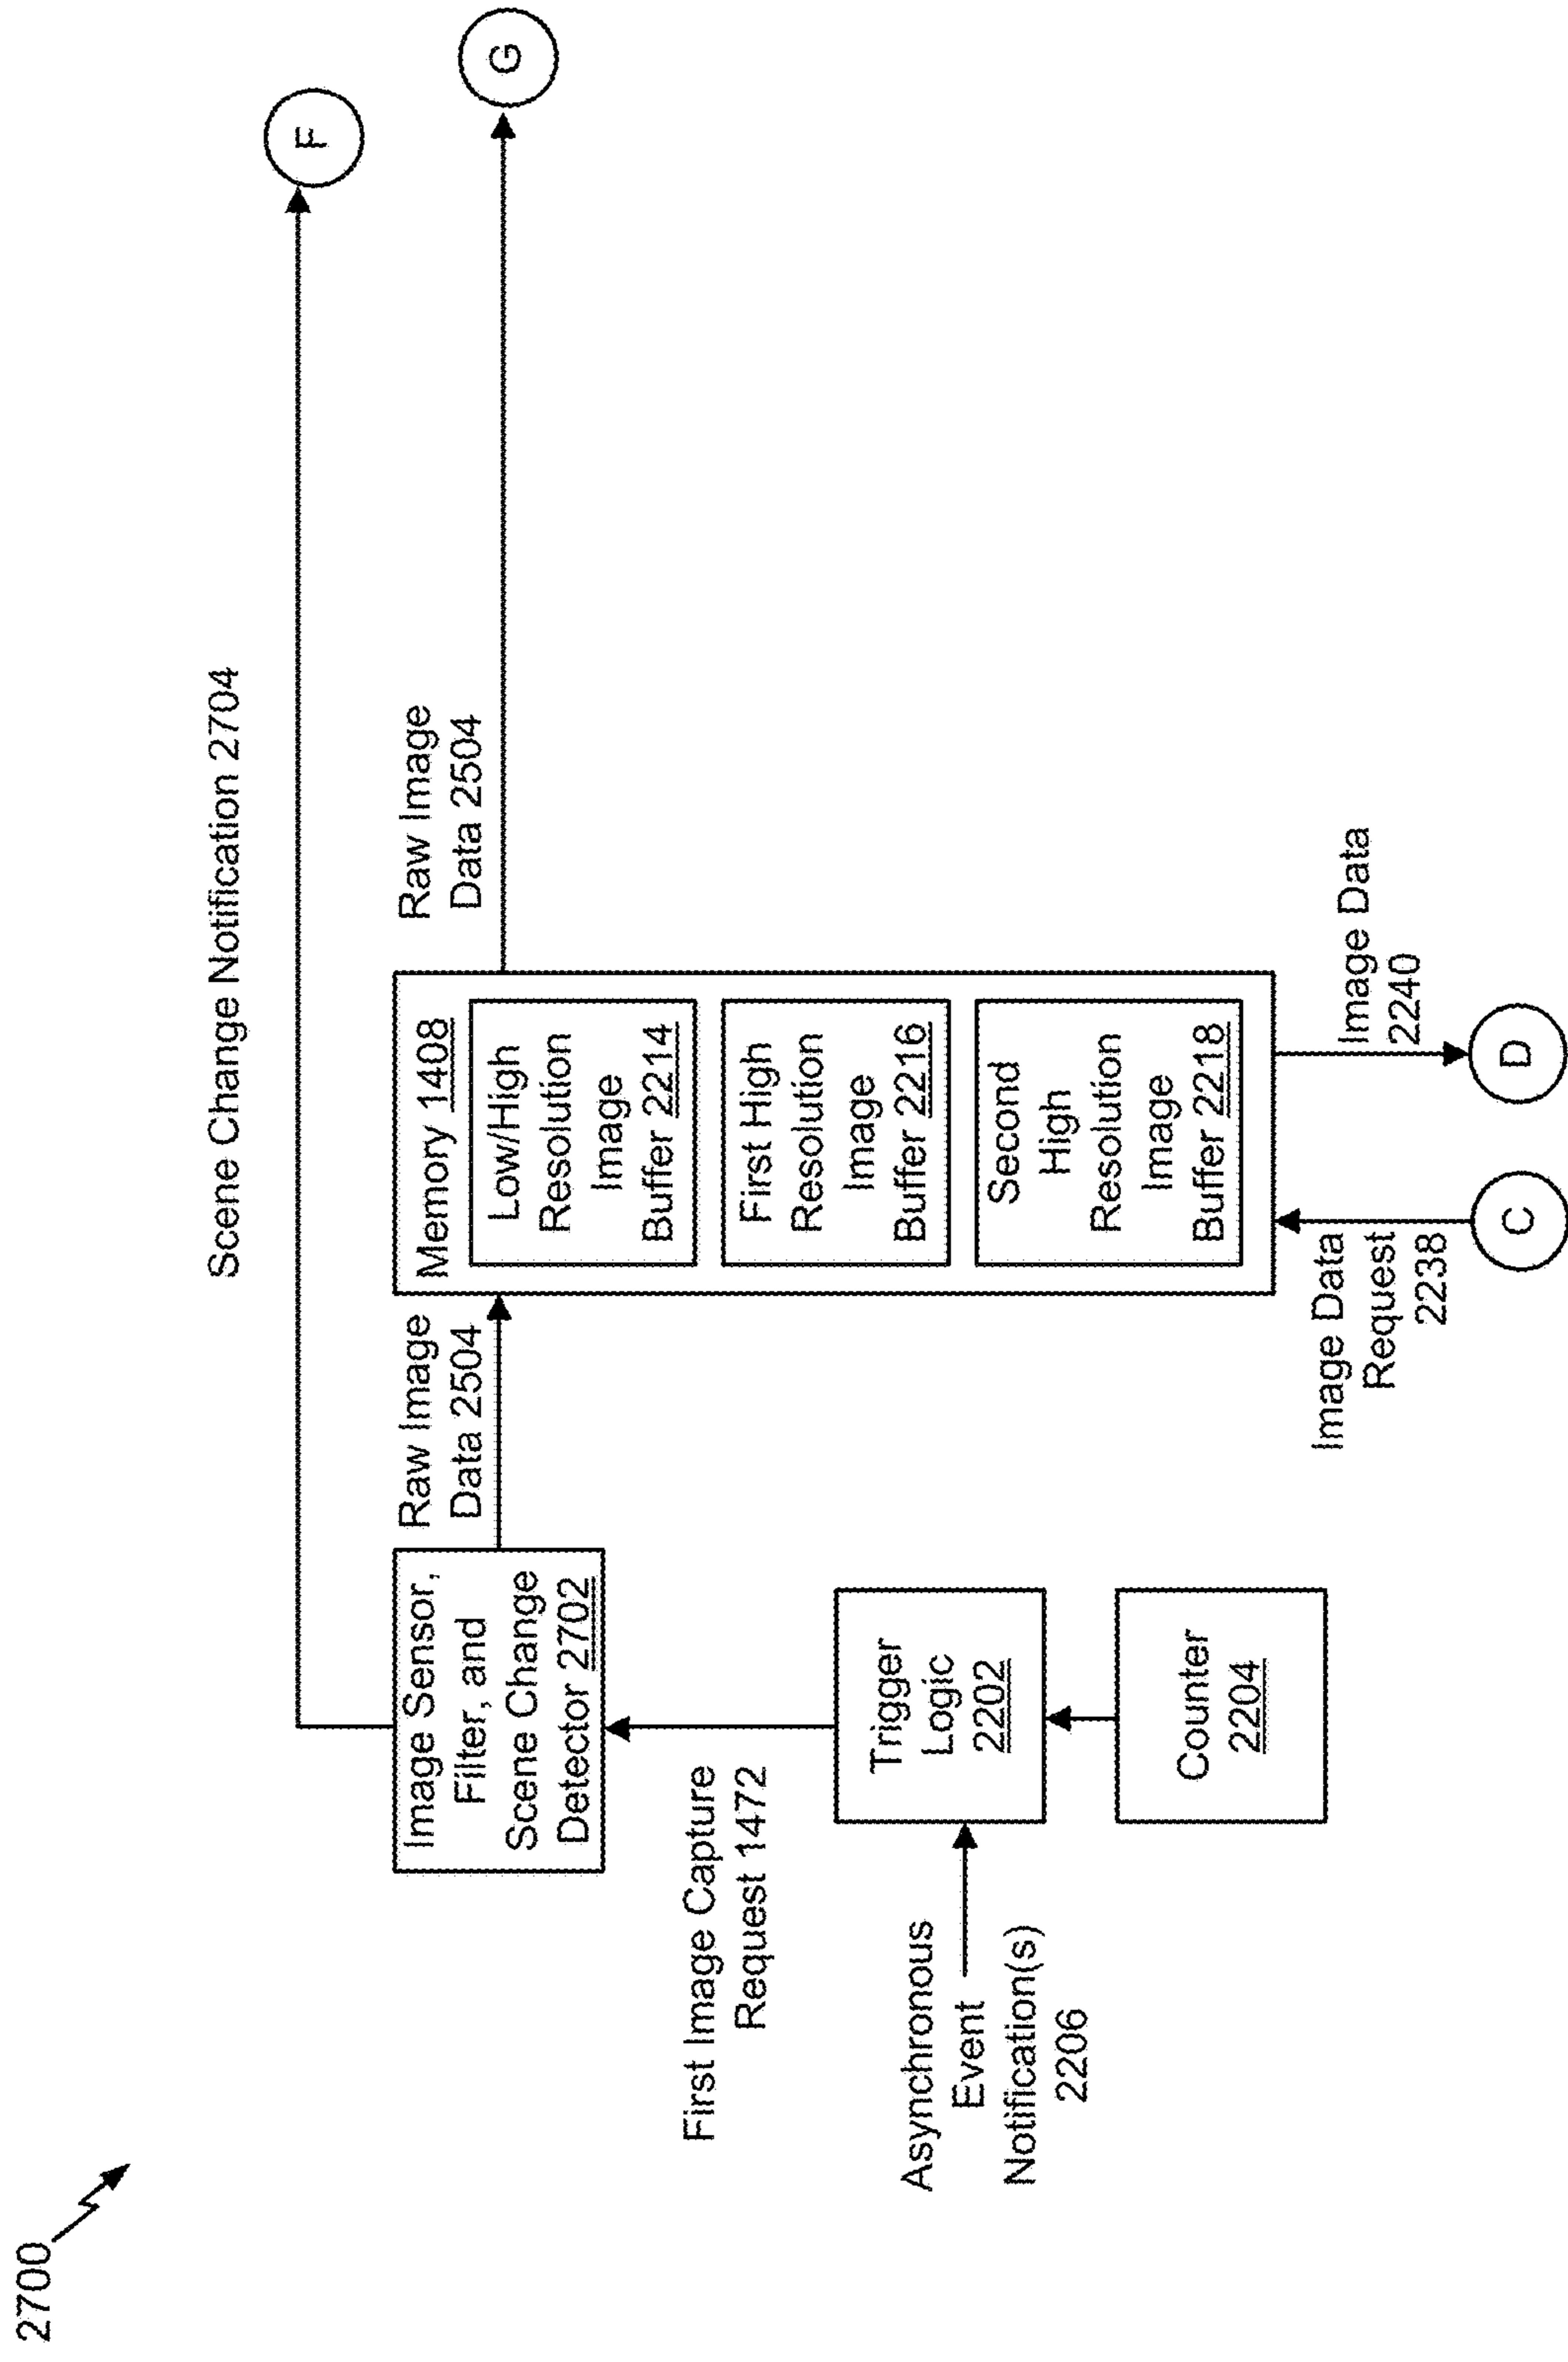 2700
Scene Change Notification 2704
F
Image Sensor,
Filter, and
Scene Change
Detector 2702
Raw Image
Data 2504
Memory 1408
Low/High
Resolution
Image
Buffer 2214
First High
Resolution
Image
Buffer 2216
Second
High
Resolution
Image
Buffer 2218
Raw Image
Data 2504
G
First Image Capture
Request 1472
Asynchronous
Event
Notification(s)
2206
Trigger
Logic
2202
Counter
2204
Image Data
Request
2238
C
Image Data
2240
D